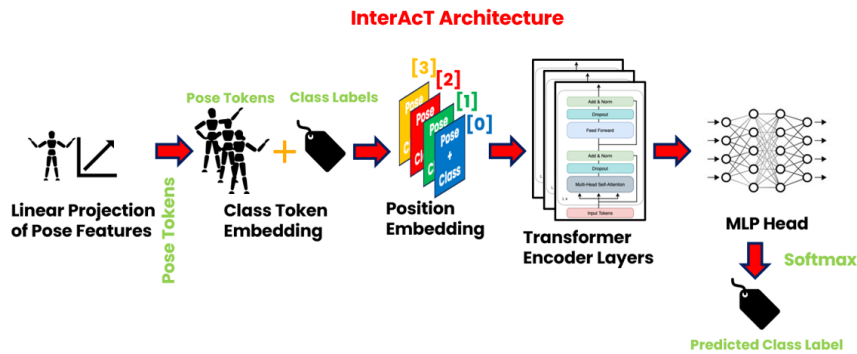 InterAcT Architecture
Linear Projection
of Pose Features
Pose Tokens
Pose Tokens
Class Labels
Class Token
Embedding
[3]
[2]
[1]
[0]
Pose
C
Pose
C
Pose
C
Pose
+
Class
Position
Embedding
Add & Norm
Dropout
Feed Forward
Add & Norm
Dropout
Multi-Head Self-Attention
Input Tokens
Transformer
Encoder Layers
MLP Head
Softmax
Predicted Class Label